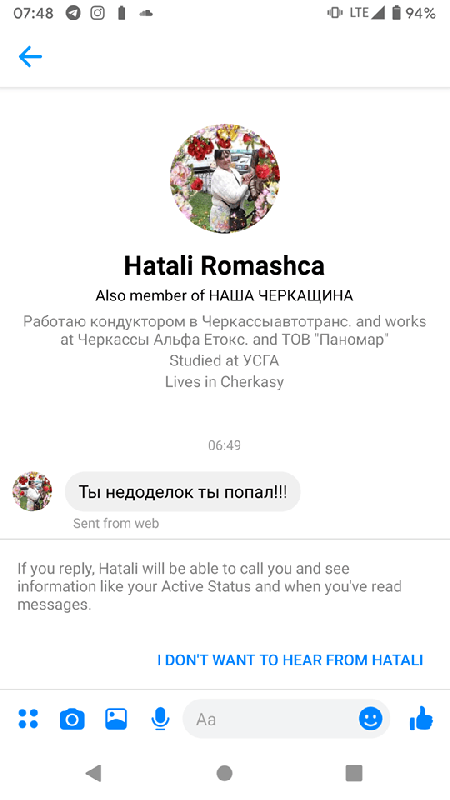 07:48
LTE 94%
Hatali Romashca
Also member of НАША ЧЕРКАЩИНА
Работаю кондуктором в Черкассыавтотранс. and works
at Черкассы Альфа Етокс. and ТОВ "Паномар"
Studied at УСГА
Lives in Cherkasy
06:49
Ты недоделок ты попал!!!
Sent from web
If you reply, Hatali will be able to call you and see
information like your Active Status and when you've read
messages.
I DON'T WANT TO HEAR FROM HATALI
Aa